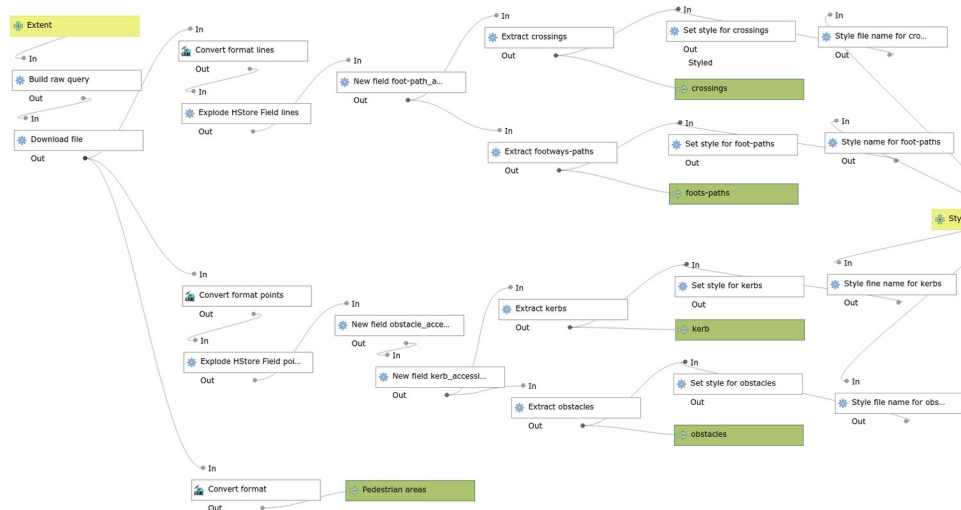 Extent
In
Build raw query
Out
In
Download file
Out
In
Convert format lines
Out
In
Explode HStore Field lines
Out
In
New field foot-path_a...
Out
In
Extract crossings
Out
In
Set style for crossings
Out
Styled
crossings
In
Style file name for cro...
Out
In
Extract footways-paths
Out
In
Set style for foot-paths
Out
foots-paths
In
Style name for foot-paths
Out
Sty
In
Convert format points
Out
In
Explode HStore Field poi...
Out
In
New field obstacle_acce...
Out
In
New field kerb_accessi...
Out
In
Extract kerbs
Out
In
Set style for kerbs
Out
kerb
In
Style fine name for kerbs
Out
In
Extract obstacles
Out
In
Set style for obstacles
Out
obstacles
In
Style file name for obs...
Out
In
Convert format
Out
Pedestrian areas